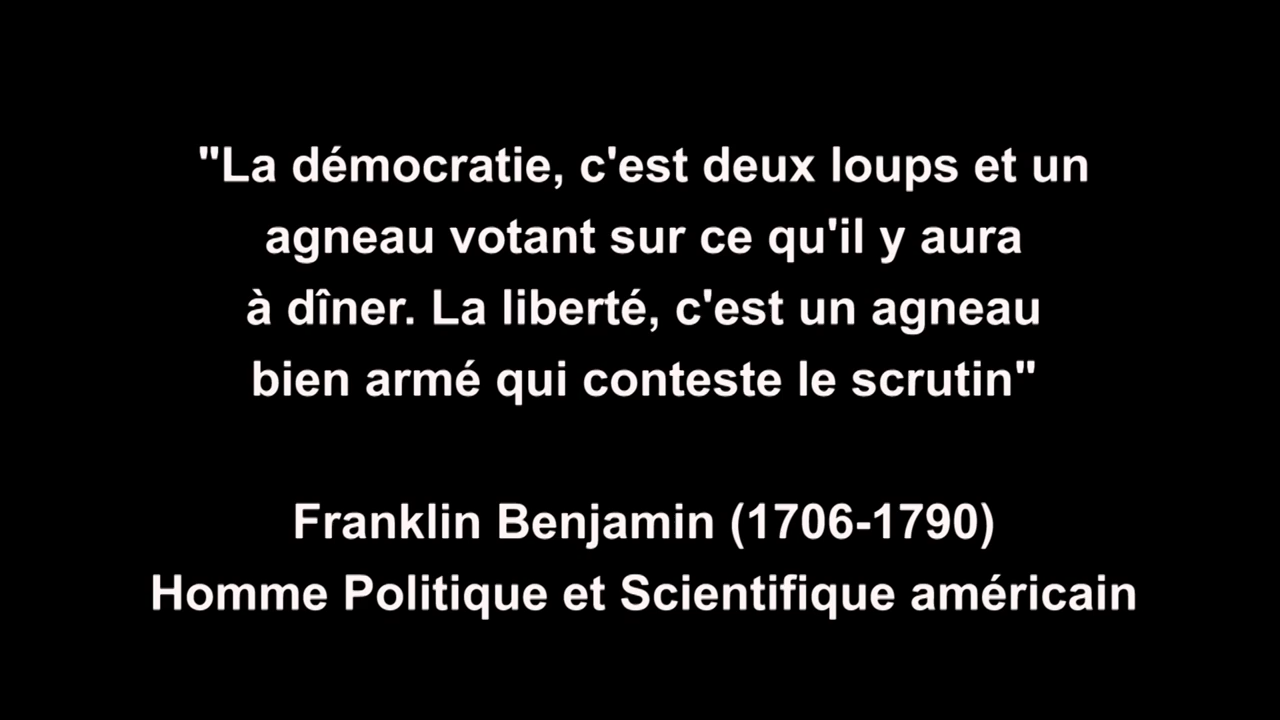 "La démocratie, c'est deux loups et un
agneau votant sur ce qu'il y aura
à dîner. La liberté, c'est un agneau
bien armé qui conteste le scrutin"
Franklin Benjamin (1706-1790)
Homme Politique et Scientifique américain